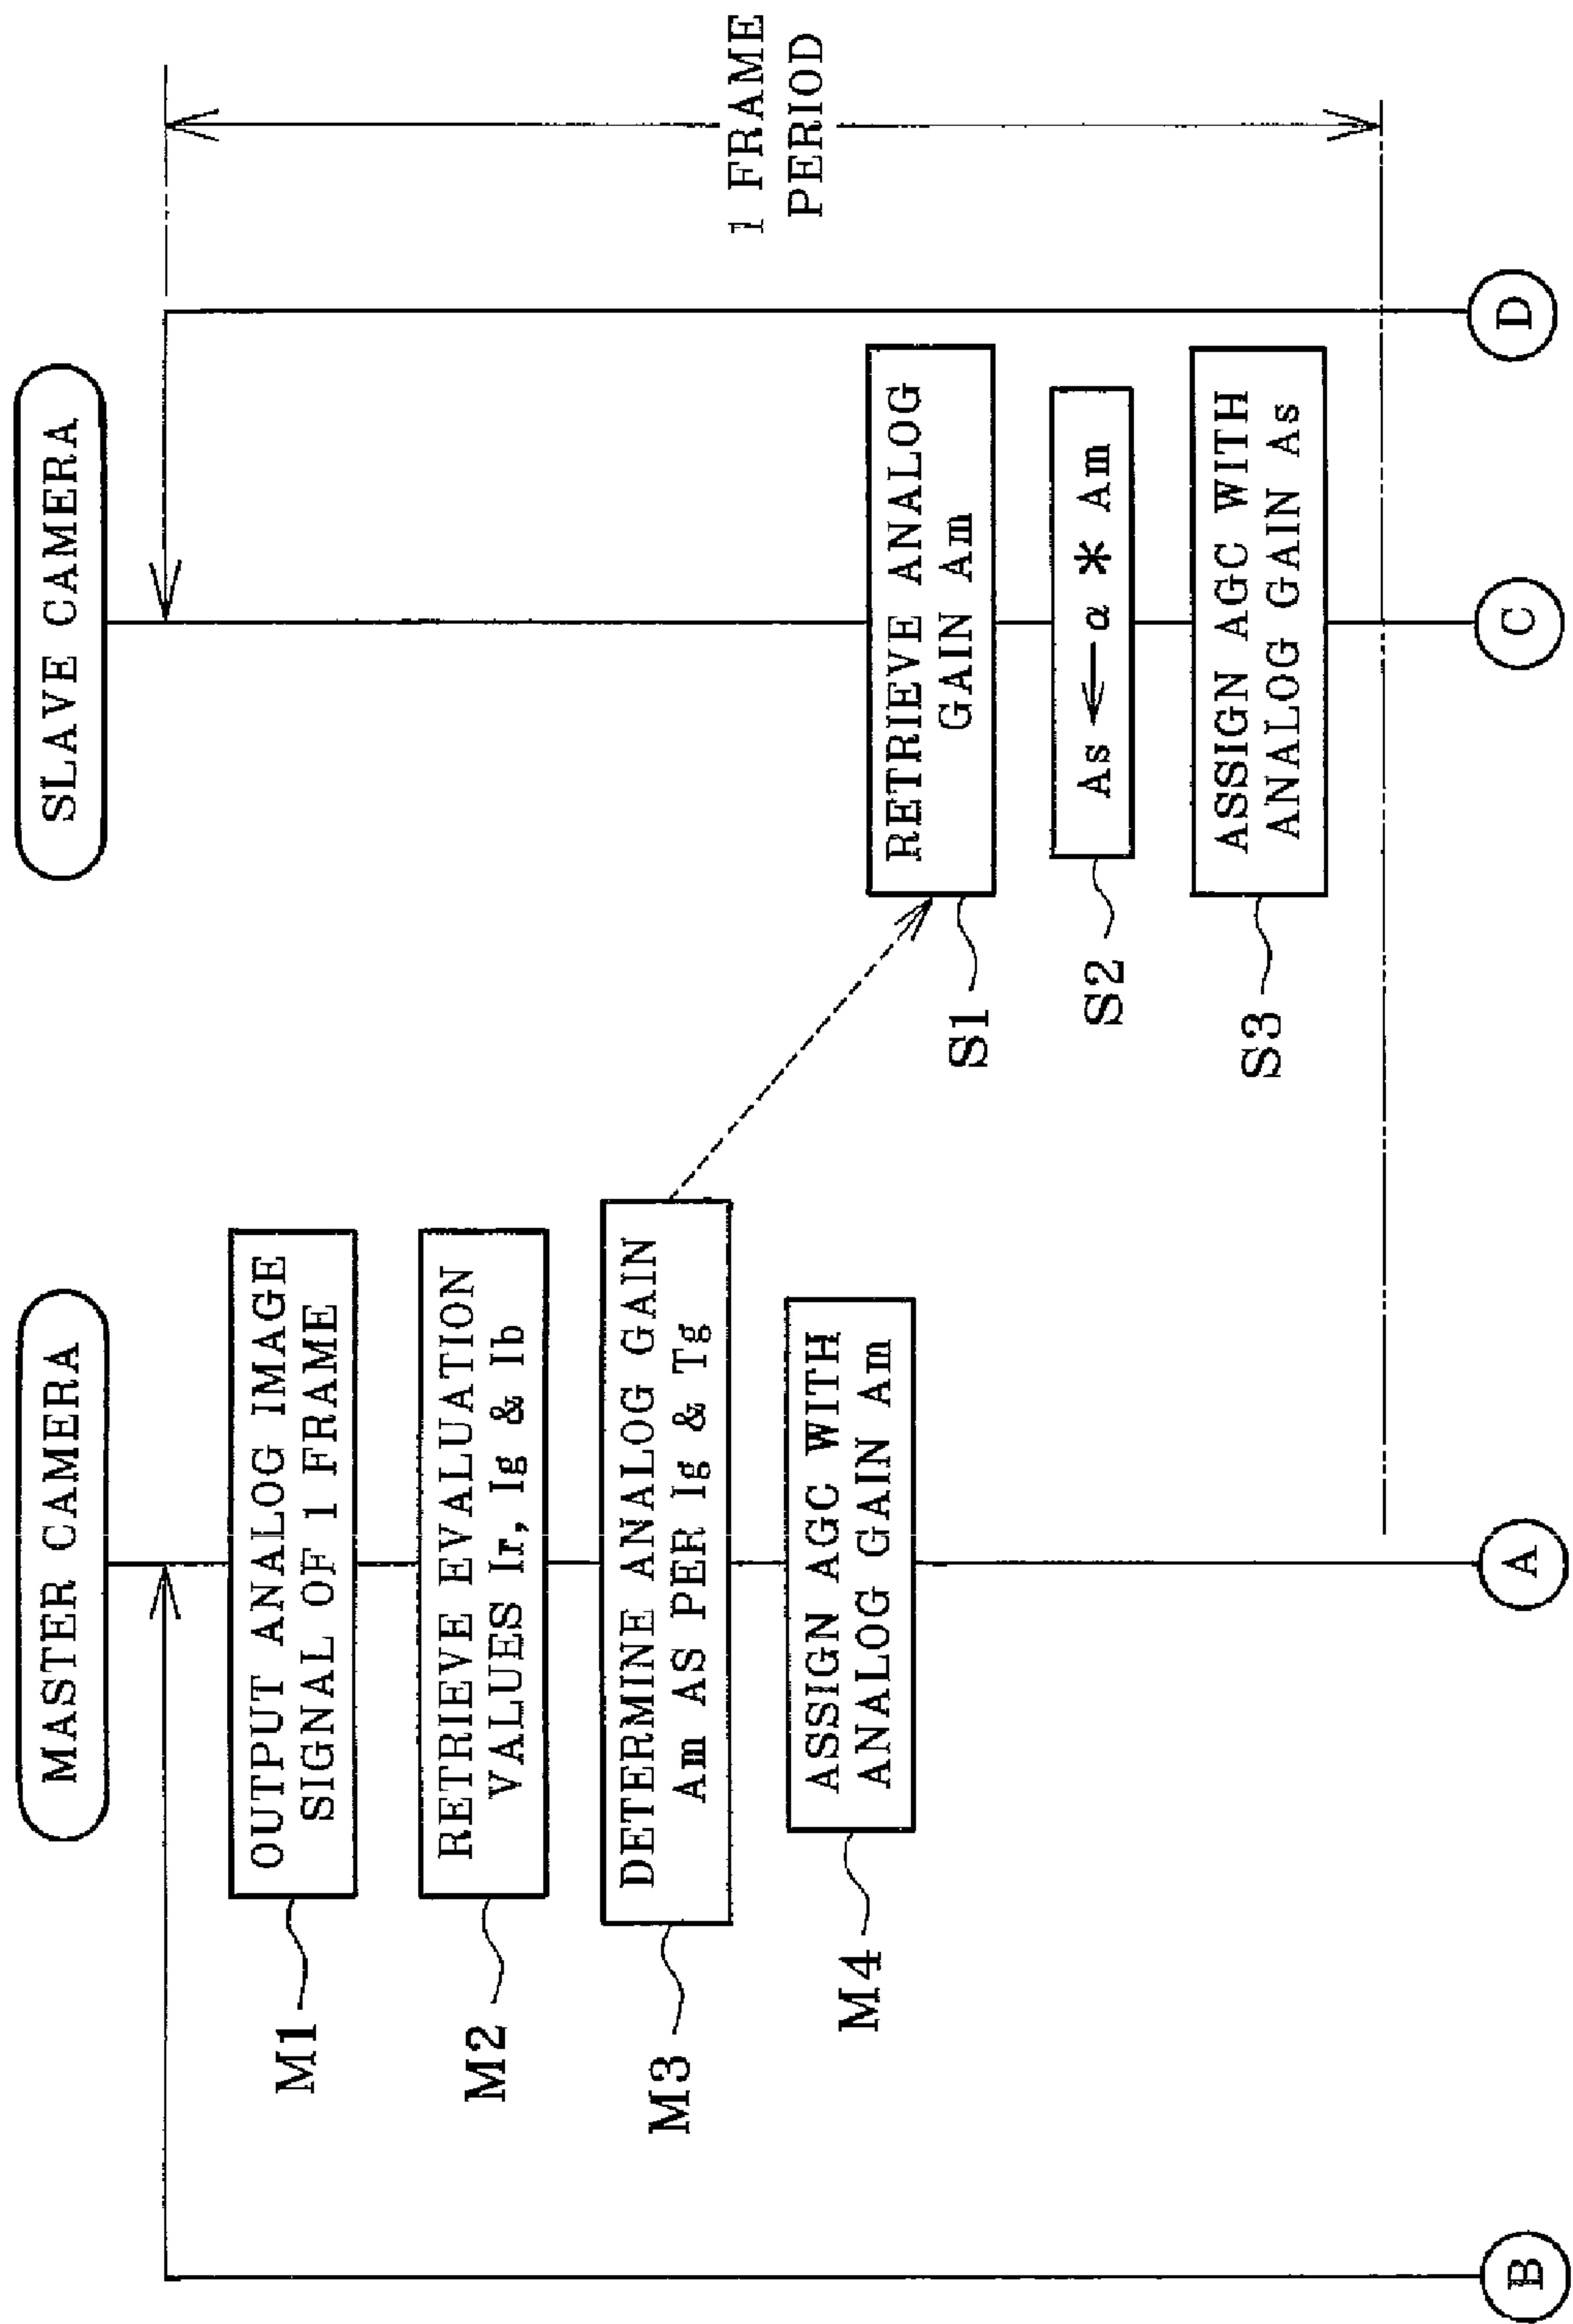 MASTER CAMERA
OUTPUT ANALOG IMAGE
SIGNAL OF 1 FRAME
M1
RETRIEVE EVALUATION
VALUES Ir, Ig & Ib
M2
DETERMINE ANALOG GAIN
Am AS PER Ig & Tg
M3
ASSIGN AGC WITH
ANALOG GAIN Am
M4
B
A
SLAVE CAMERA
RETRIEVE ANALOG
GAIN Am
S1
As ← α * Am
S2
ASSIGN AGC WITH
ANALOG GAIN As
S3
C
D
1 FRAME
PERIOD